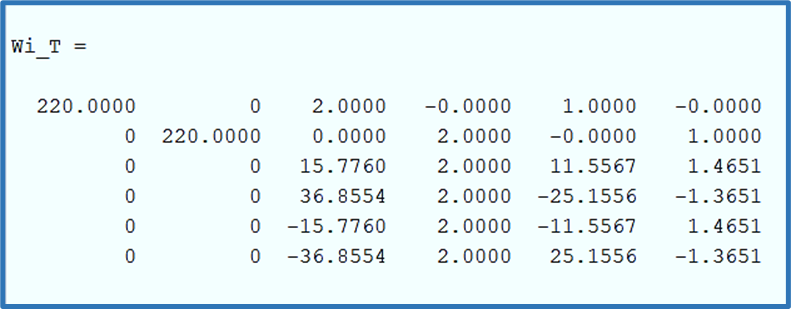 Wi_T =
220.0000 0 2.0000 -0.0000 1.0000 -0.0000
0 220.0000 0.0000 2.0000 -0.0000 1.0000
0 0 15.7760 2.0000 11.5567 1.4651
0 0 36.8554 2.0000 -25.1556 -1.3651
0 0 -15.7760 2.0000 -11.5567 1.4651
0 0 -36.8554 2.0000 25.1556 -1.3651